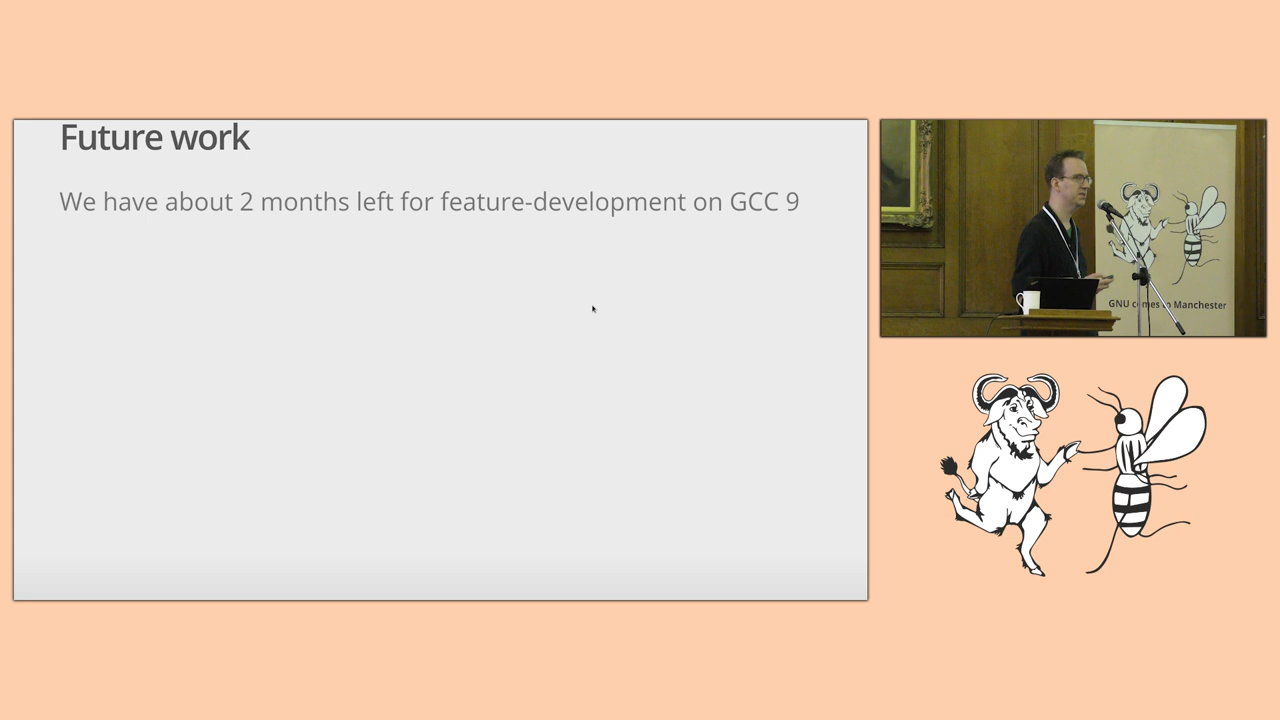 Future work
We have about 2 months left for feature-development on GCC 9
GNU comes to Manchester